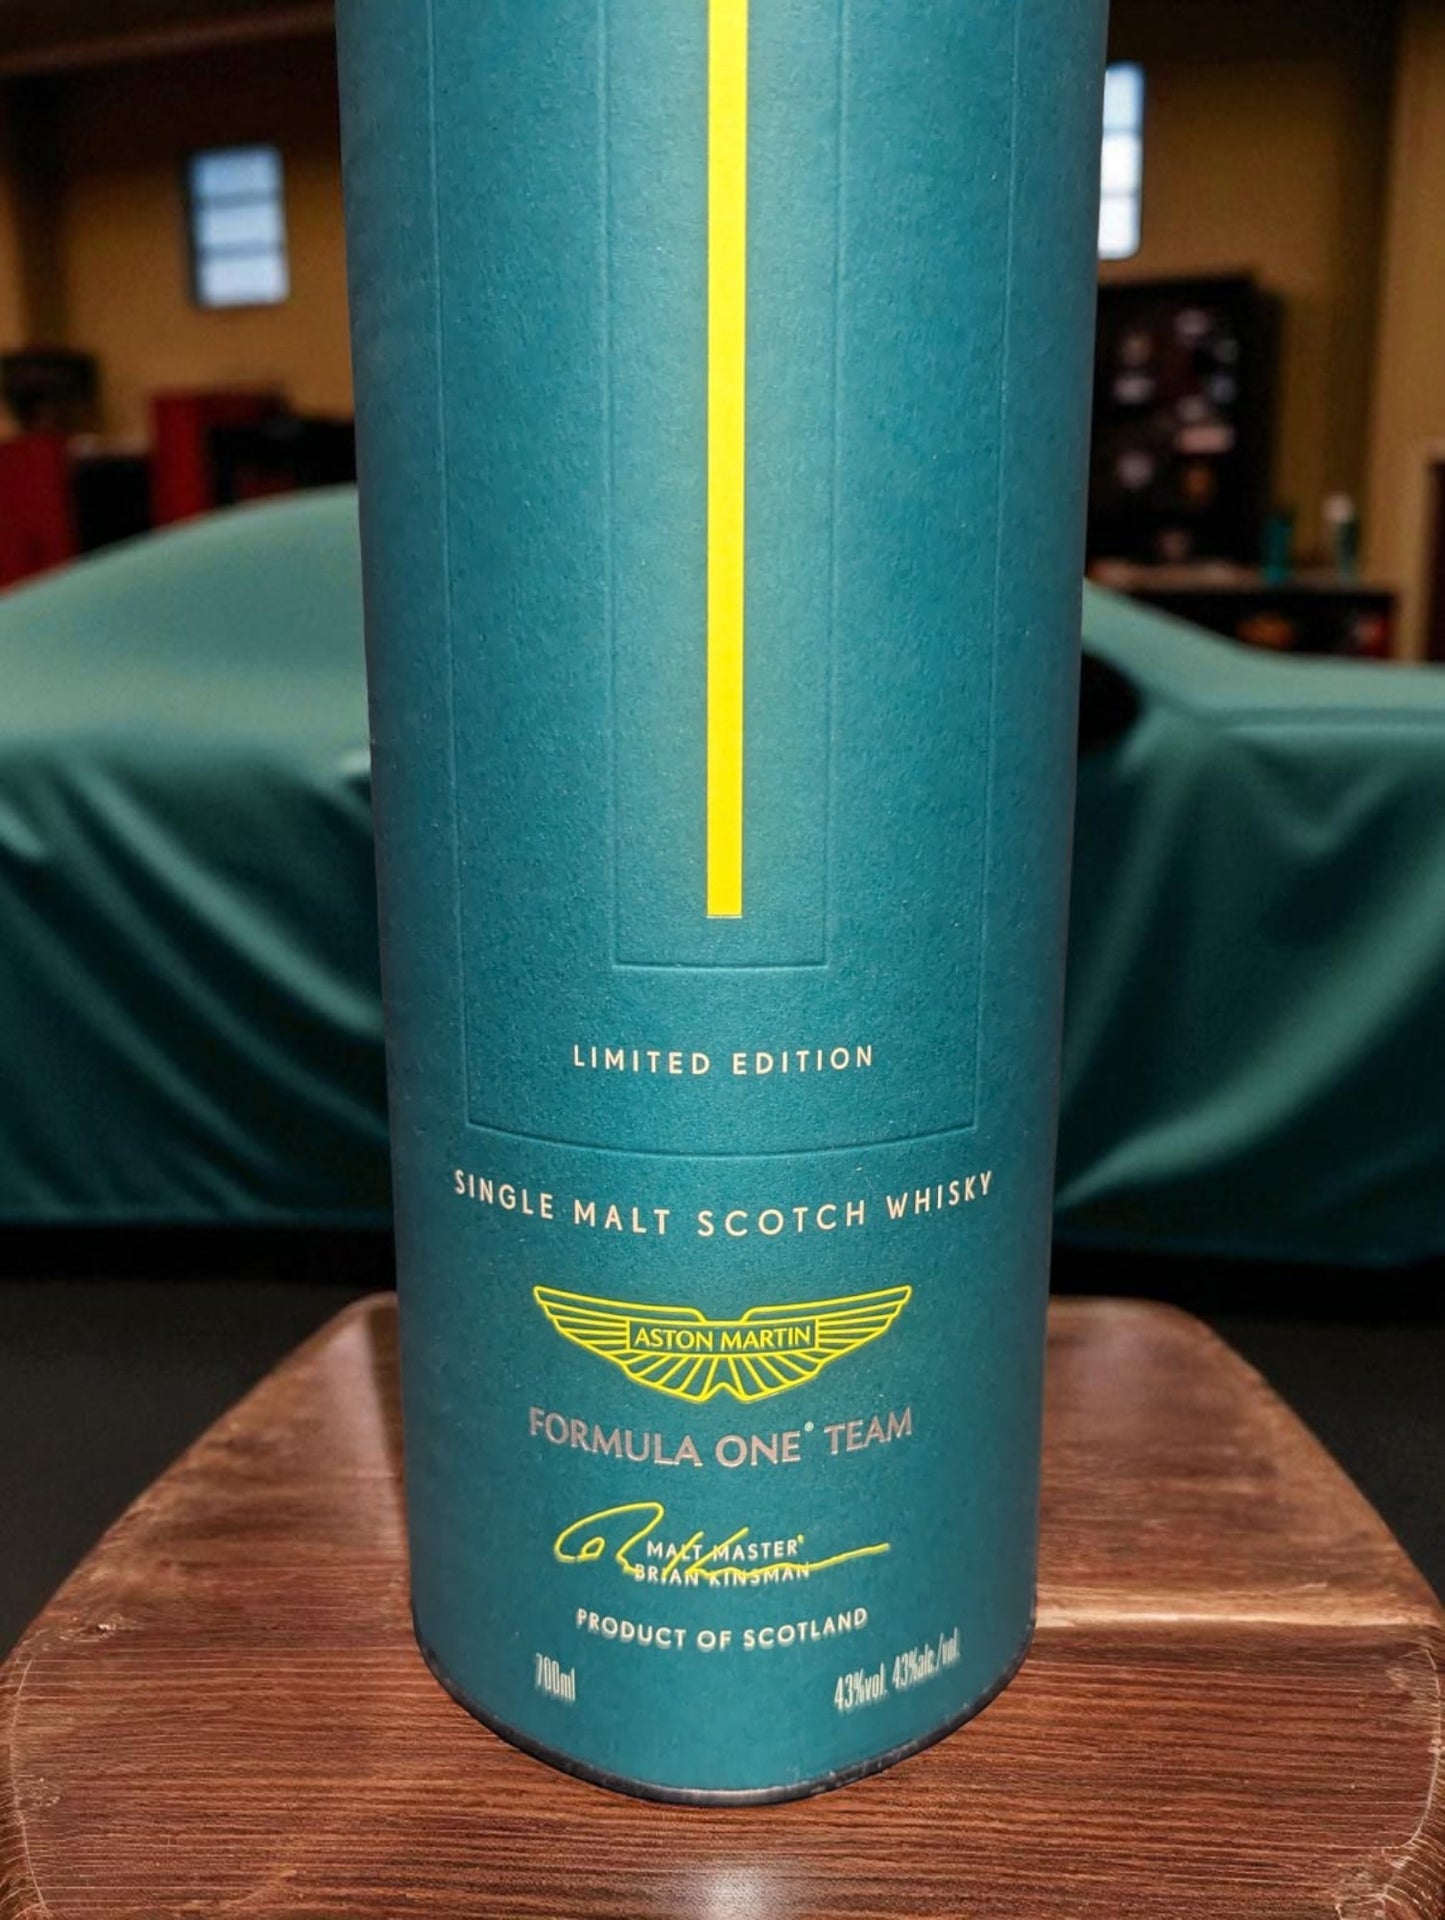 LIMITED EDITION
SINGLE MALT SCOTCH WHISKY
ASTON MARTIN
FORMULA ONE® TEAM
MALT MASTER
BRIAN KINSMAN
PRODUCT OF SCOTLAND
700ml
43%vol. 43%alc./vol.